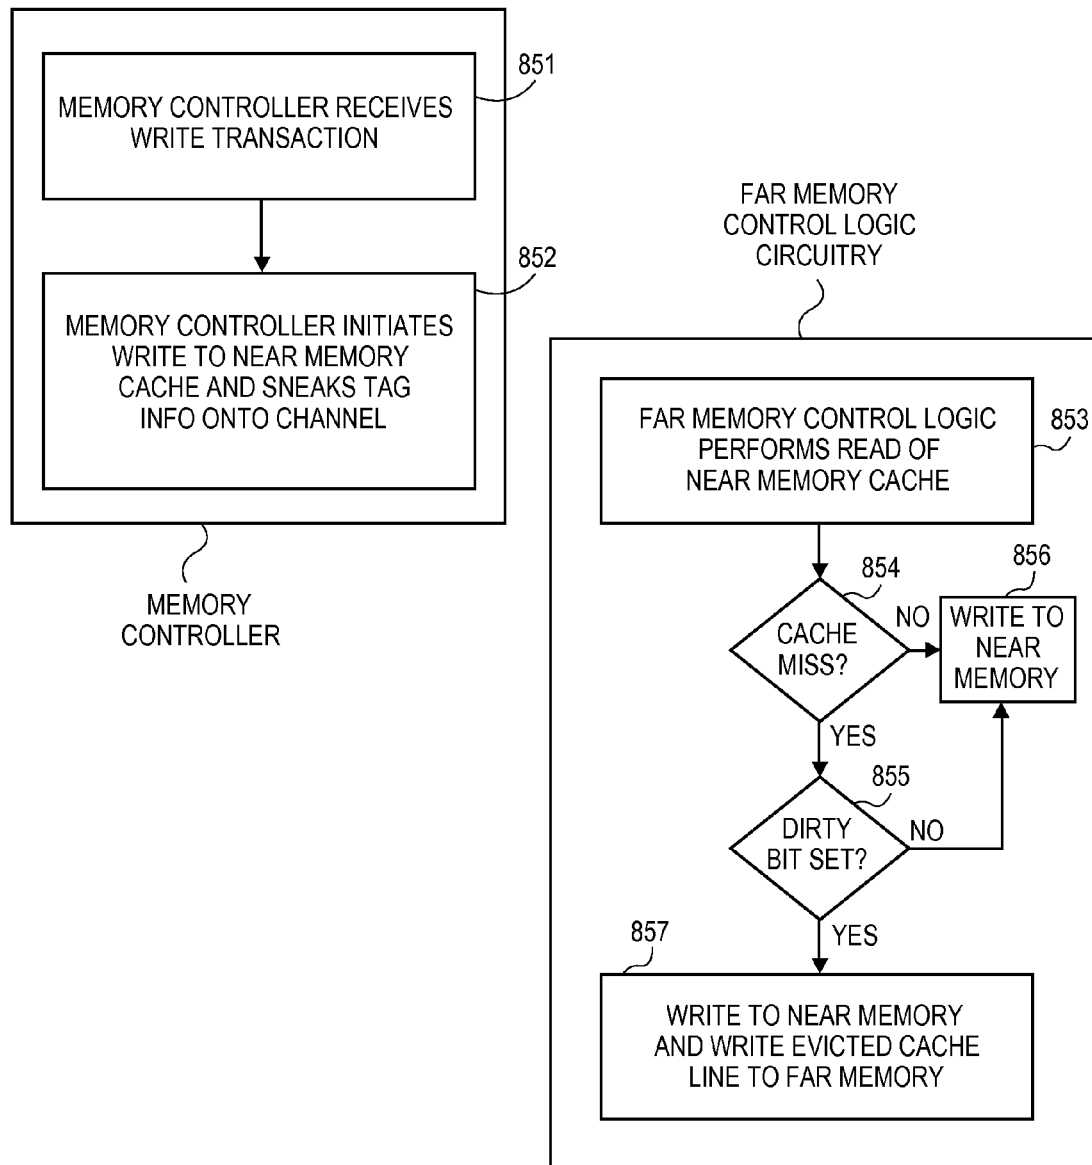 851
MEMORY CONTROLLER RECEIVES
WRITE TRANSACTION
852
MEMORY CONTROLLER INITIATES
WRITE TO NEAR MEMORY
CACHE AND SNEAKS TAG
INFO ONTO CHANNEL
MEMORY
CONTROLLER
FAR MEMORY
CONTROL LOGIC
CIRCUITRY
FAR MEMORY CONTROL LOGIC
PERFORMS READ OF
NEAR MEMORY CACHE
853
854
CACHE
MISS?
NO
856
WRITE TO
NEAR
MEMORY
YES
855
DIRTY
BIT SET?
NO
YES
857
WRITE TO NEAR MEMORY
AND WRITE EVICTED CACHE
LINE TO FAR MEMORY